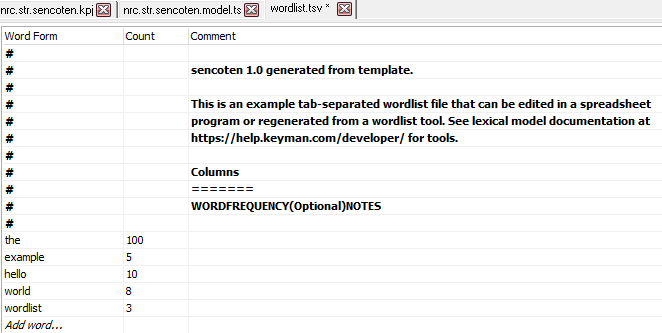 nrc.str.sencoten.kpj nrc.str.sencoten.model.ts wordlist.tsv *
Word Form Count Comment
#
# sencoten 1.0 generated from template.
#
# This is an example tab-separated wordlist file that can be edited in a spreadsheet
program or regenerated from a wordlist tool. See lexical model documentation at
https://help.keyman.com/developer/ for tools.
#
# Columns
# =======
# WORDFREQUENCY(Optional)NOTES
#
the 100
example 5
hello 10
world 8
wordlist 3
Add word...